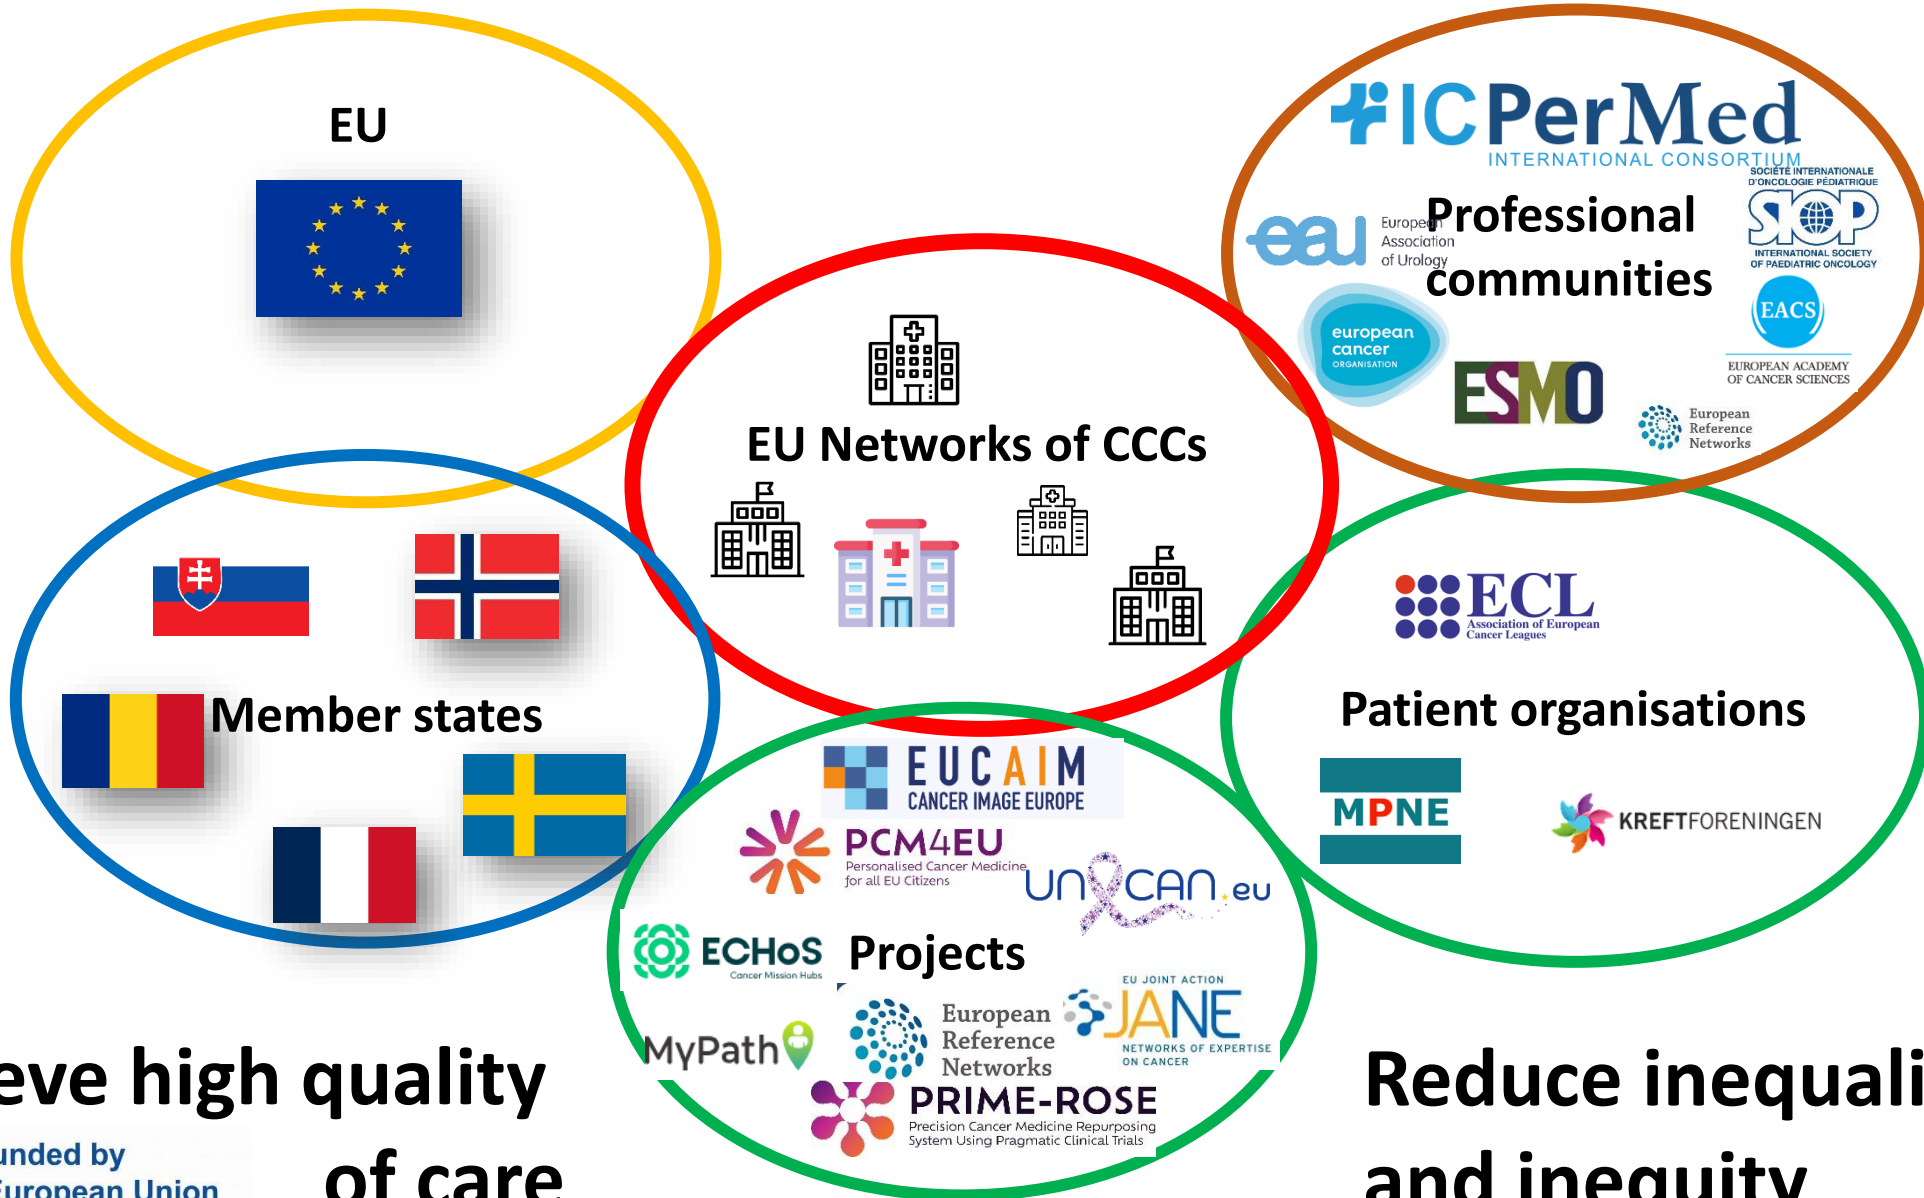 EU
ICPerMed
INTERNATIONAL CONSORTIUM
SOCIÉTÉ INTERNATIONALE
D'ONCOLOGIE PÉDIATRIQUE
SIOP
INTERNATIONAL SOCIETY
OF PAEDIATRIC ONCOLOGY
eau
European
Association
of Urology
Professional
communities
EACS
EUROPEAN ACADEMY
OF CANCER SCIENCES
european
cancer
ORGANISATION
ESMO
European
Reference
Networks
EU Networks of CCCs
Member states
ECL
Association of European
Cancer Leagues
Patient organisations
MPNE
KREFTFORENINGEN
EUCAIM
CANCER IMAGE EUROPE
PCM4EU
Personalised Cancer Medicine
for all EU Citizens
UNCAN.eu
ECHoS
Cancer Mission Hubs
Projects
MyPath
European
Reference
Networks
EU JOINT ACTION
JANE
NETWORKS OF EXPERTISE
ON CANCER
PRIME-ROSE
Precision Cancer Medicine Repurposing
System Using Pragmatic Clinical Trials
eve high quality
of care
unded by
European Union
Reduce inequali
and inequity